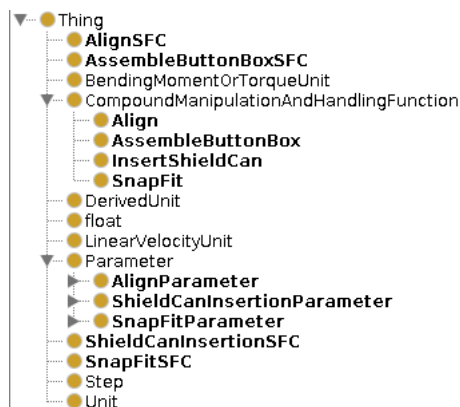 Thing
AlignSFC
AssembleButtonBoxSFC
BendingMomentOrTorqueUnit
CompoundManipulationAndHandlingFunction
Align
AssembleButtonBox
InsertShieldCan
SnapFit
DerivedUnit
float
LinearVelocityUnit
Parameter
AlignParameter
ShieldCanInsertionParameter
SnapFitParameter
ShieldCanInsertionSFC
SnapFitSFC
Step
Unit